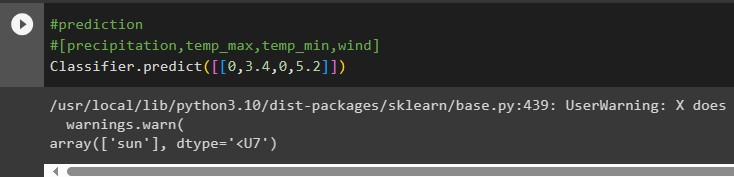 #prediction
#[precipitation,temp_max,temp_min,wind]
Classifier.predict([[0,3.4,0,5.2]])
/usr/local/lib/python3.10/dist-packages/sklearn/base.py:439: UserWarning: X does
  warnings.warn(
array(['sun'], dtype='<U7')